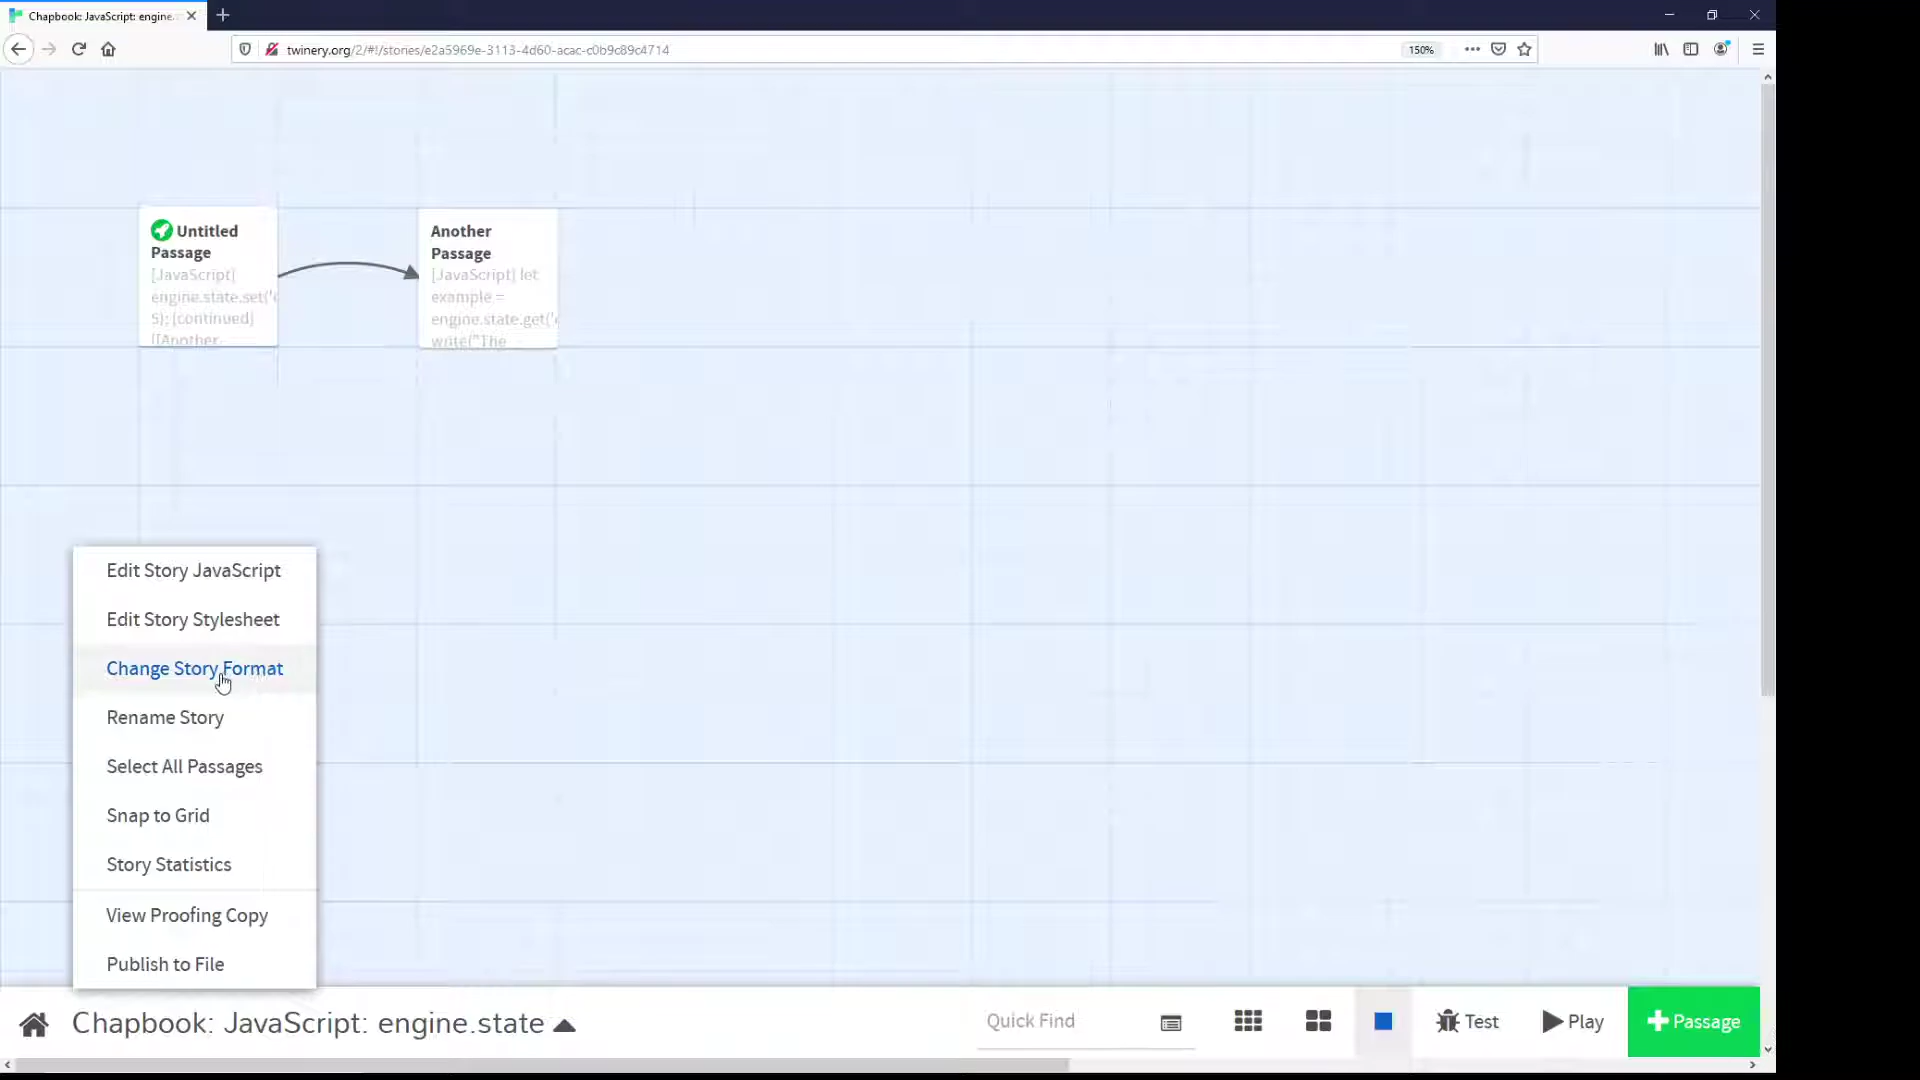 Chapbook: JavaScript: engine.
twinery.org/2/#!/stories/e2a5969e-3113-4d60-acac-c0b9c89c4714
150%
Untitled
Passage
[JavaScript]
engine.state.set('
5); [continued]
[[Another
Another
Passage
[JavaScript] let
example =
engine.state.get('
write("The
Edit Story JavaScript
Edit Story Stylesheet
Change Story Format
Rename Story
Select All Passages
Snap to Grid
Story Statistics
View Proofing Copy
Publish to File
Chapbook: JavaScript: engine.state
Quick Find
Test
Play
Passage